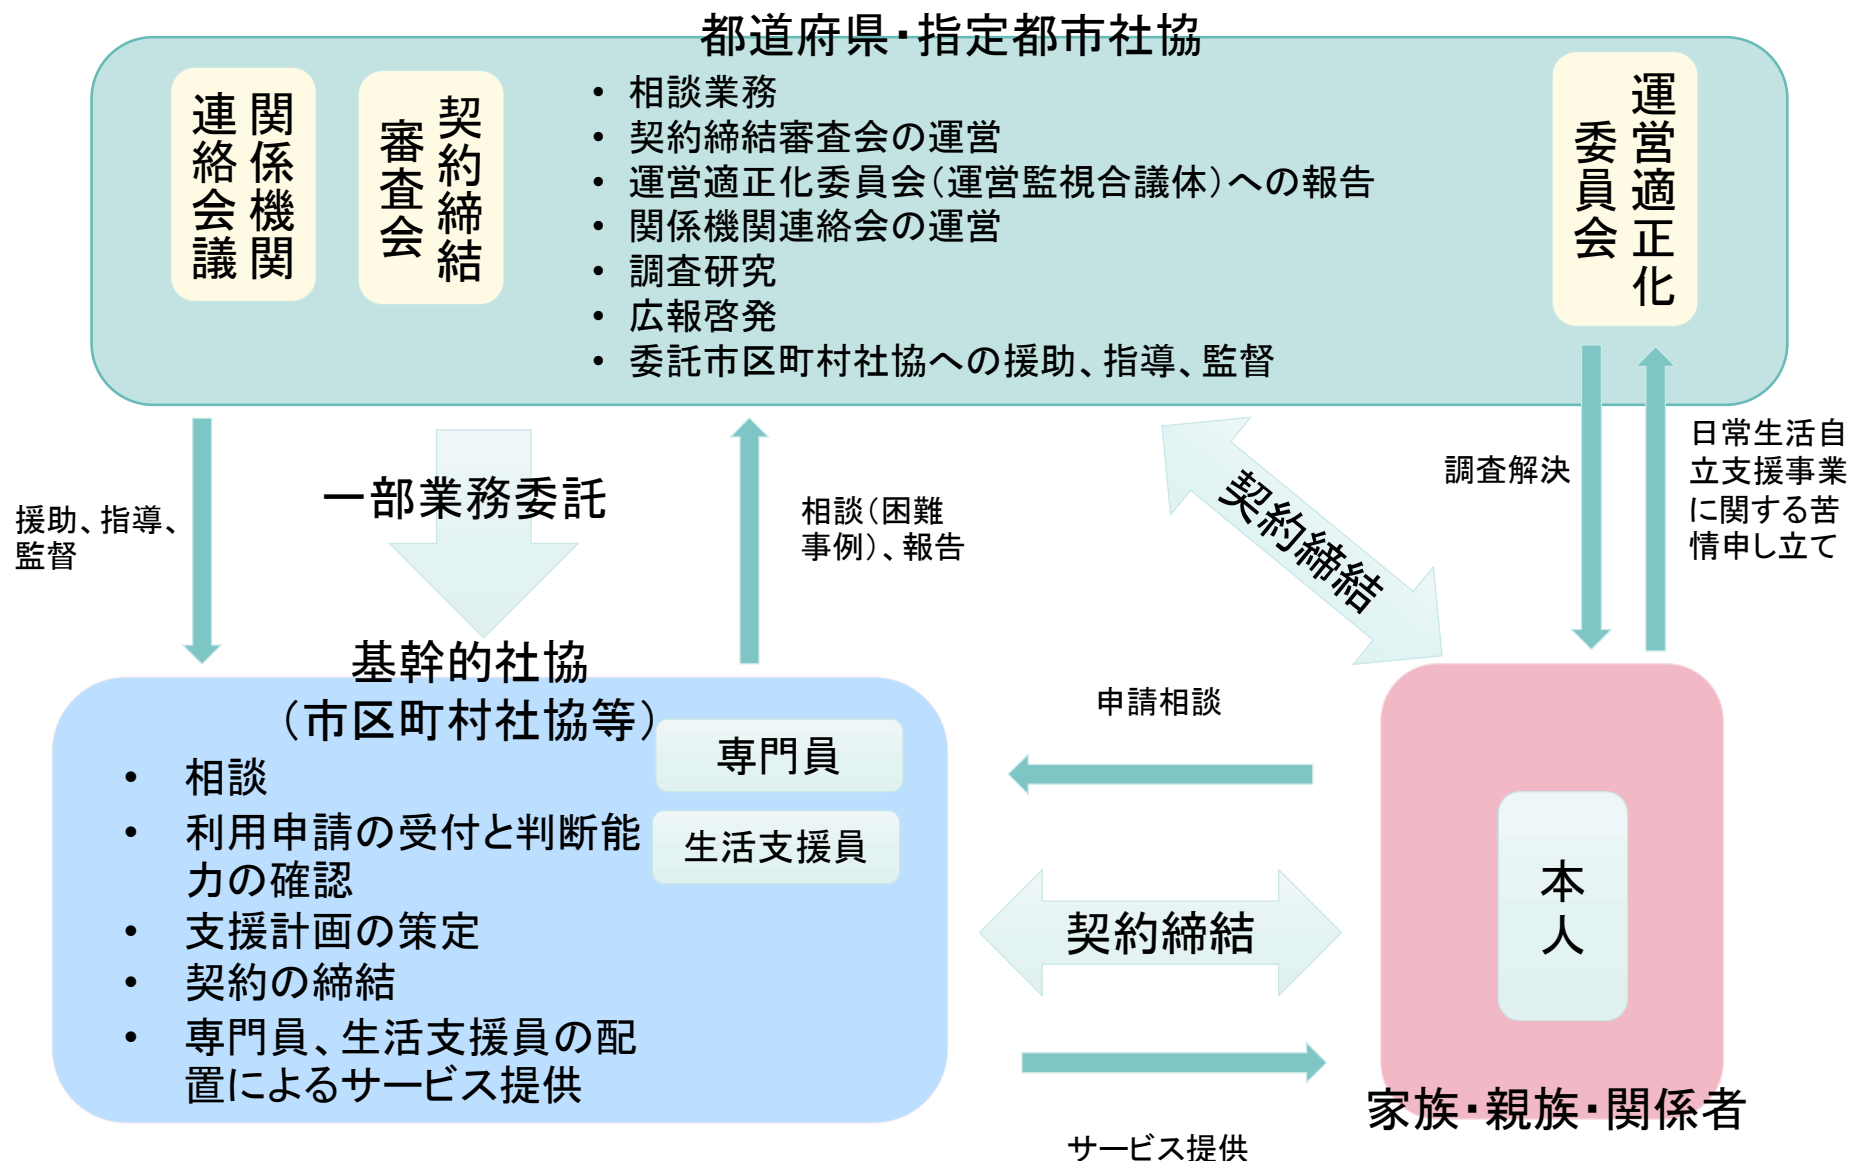 都道府県・指定都市社協
関係機関
連絡会議
契約締結
審査会
• 相談業務
• 契約締結審査会の運営
• 運営適正化委員会（運営監視合議体）への報告
• 関係機関連絡会の運営
• 調査研究
• 広報啓発
• 委託市区町村社協への援助、指導、監督
運営適正化
委員会
援助、指導、
監督
一部業務委託
相談（困難
事例）、報告
契約締結
調査解決
日常生活自
立支援事業
に関する苦
情申し立て
基幹的社協
（市区町村社協等）
専門員
生活支援員
• 相談
• 利用申請の受付と判断能
力の確認
• 支援計画の策定
• 契約の締結
• 専門員、生活支援員の配
置によるサービス提供
申請相談
契約締結
サービス提供
本人
家族・親族・関係者